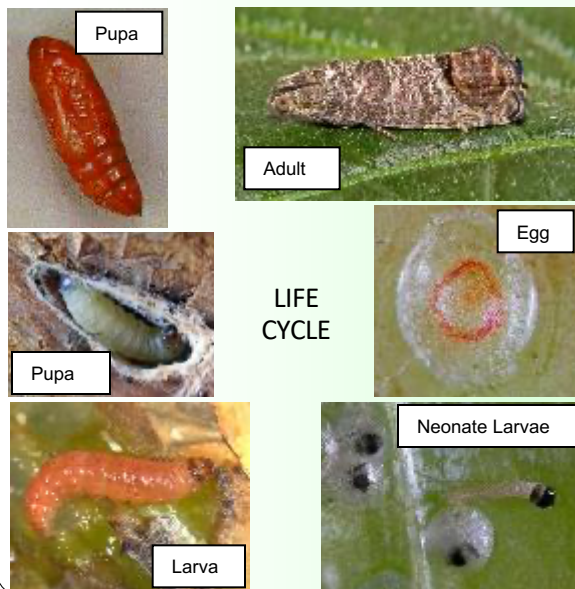 Pupa
Adult
Egg
LIFE
CYCLE
Pupa
Neonate Larvae
Larva